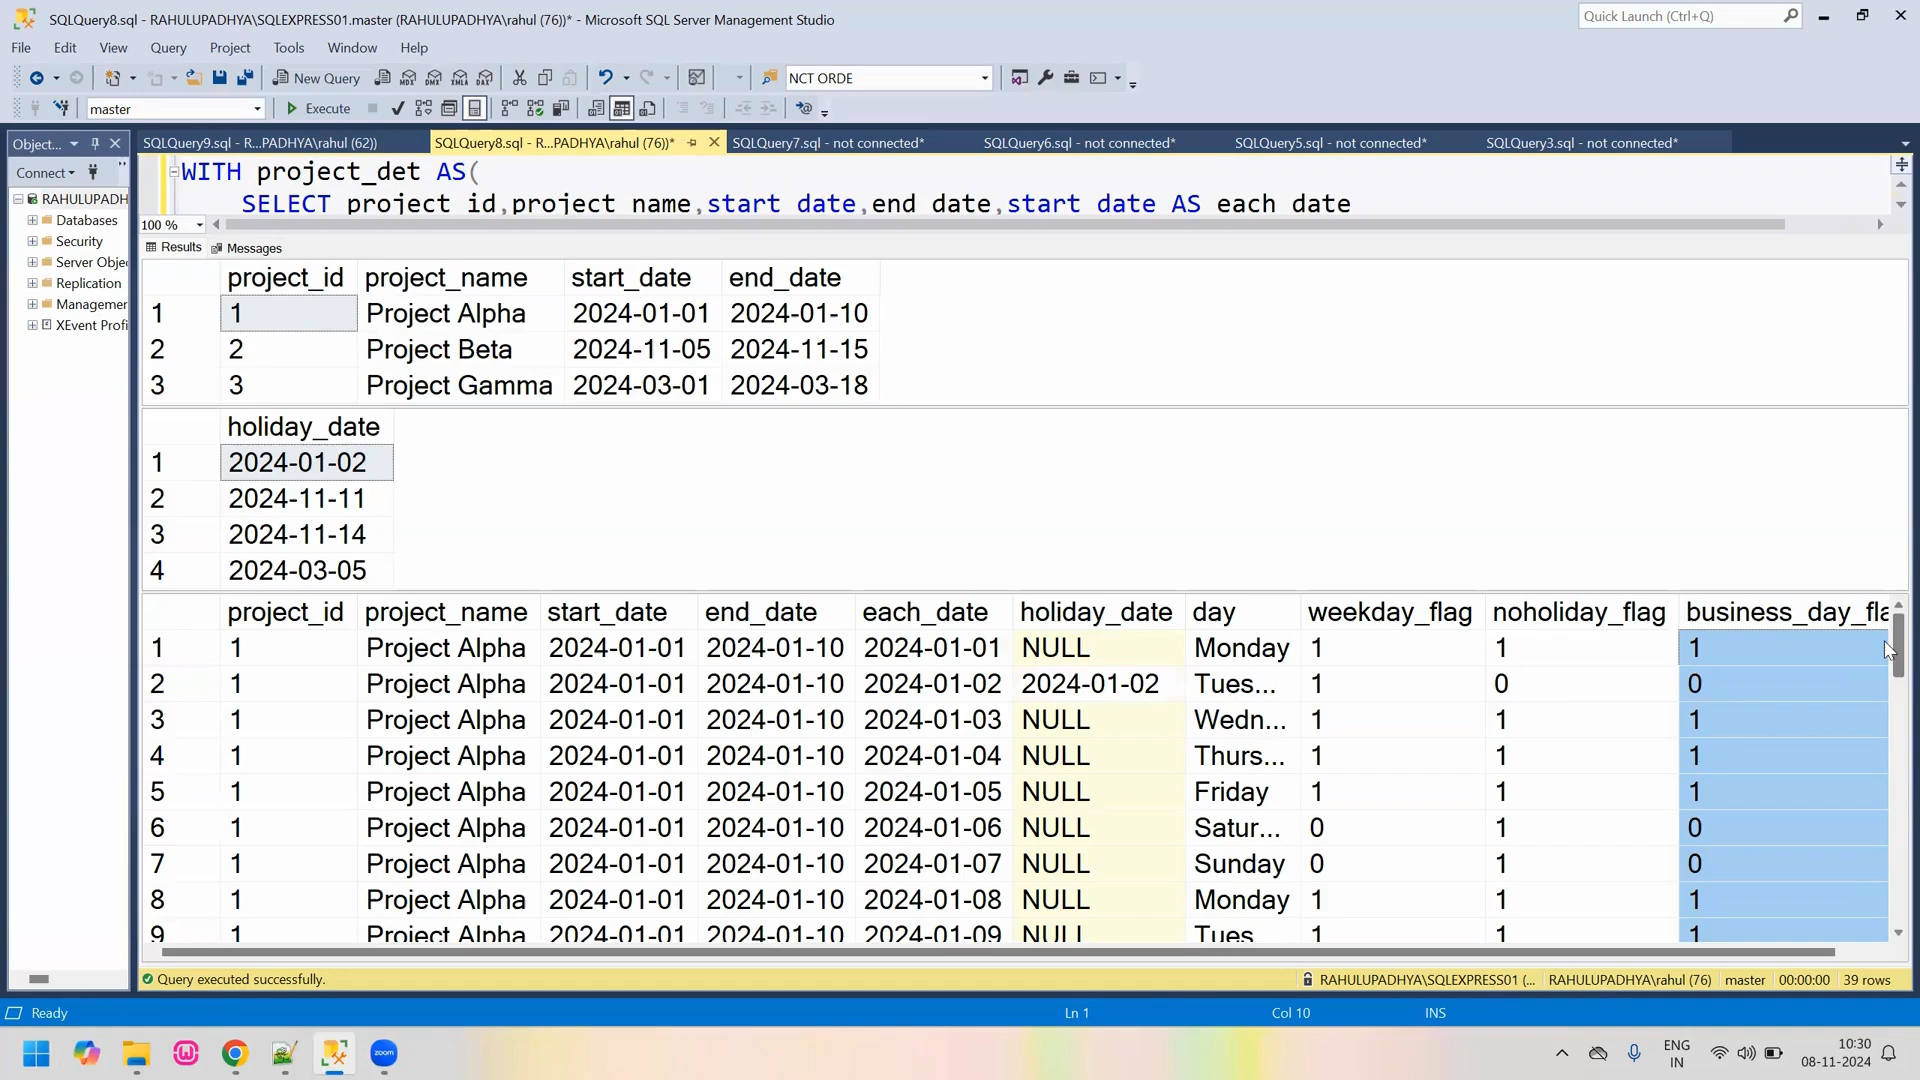 SQLQuery8.sql - RAHULUPADHYA\SQLEXPRESS01.master (RAHULUPADHYA\rahul (76))* - Microsoft SQL Server Management Studio
Quick Launch (Ctrl+Q)
File Edit View Query Project Tools Window Help
New Query MDX DMX XMLA DAX NCT ORDE
master Execute
Object... SQLQuery9.sql - R...PADHYA\rahul (62)) SQLQuery8.sql - R...PADHYA\rahul (76))* SQLQuery7.sql - not connected* SQLQuery6.sql - not connected* SQLQuery5.sql - not connected* SQLQuery3.sql - not connected*
Connect
RAHULUPADH
Databases
Security
Server Obje
Replication
Managemer
XEvent Profi
WITH project_det AS(
SELECT project_id,project_name,start_date,end_date,start_date AS each_date
100 %
Results Messages
project_id project_name start_date end_date
1 1 Project Alpha 2024-01-01 2024-01-10
2 2 Project Beta 2024-11-05 2024-11-15
3 3 Project Gamma 2024-03-01 2024-03-18
holiday_date
1 2024-01-02
2 2024-11-11
3 2024-11-14
4 2024-03-05
project_id project_name start_date end_date each_date holiday_date day weekday_flag noholiday_flag business_day_fla
1 1 Project Alpha 2024-01-01 2024-01-10 2024-01-01 NULL Monday 1 1 1
2 1 Project Alpha 2024-01-01 2024-01-10 2024-01-02 2024-01-02 Tues... 1 0 0
3 1 Project Alpha 2024-01-01 2024-01-10 2024-01-03 NULL Wedn... 1 1 1
4 1 Project Alpha 2024-01-01 2024-01-10 2024-01-04 NULL Thurs... 1 1 1
5 1 Project Alpha 2024-01-01 2024-01-10 2024-01-05 NULL Friday 1 1 1
6 1 Project Alpha 2024-01-01 2024-01-10 2024-01-06 NULL Satur... 0 1 0
7 1 Project Alpha 2024-01-01 2024-01-10 2024-01-07 NULL Sunday 0 1 0
8 1 Project Alpha 2024-01-01 2024-01-10 2024-01-08 NULL Monday 1 1 1
9 1 Project Alpha 2024-01-01 2024-01-10 2024-01-09 NULL Tues 1 1 1
Query executed successfully. RAHULUPADHYA\SQLEXPRESS01 (... RAHULUPADHYA\rahul (76) master 00:00:00 39 rows
Ready Ln 1 Col 10 INS
zoom
ENG
IN
10:30
08-11-2024